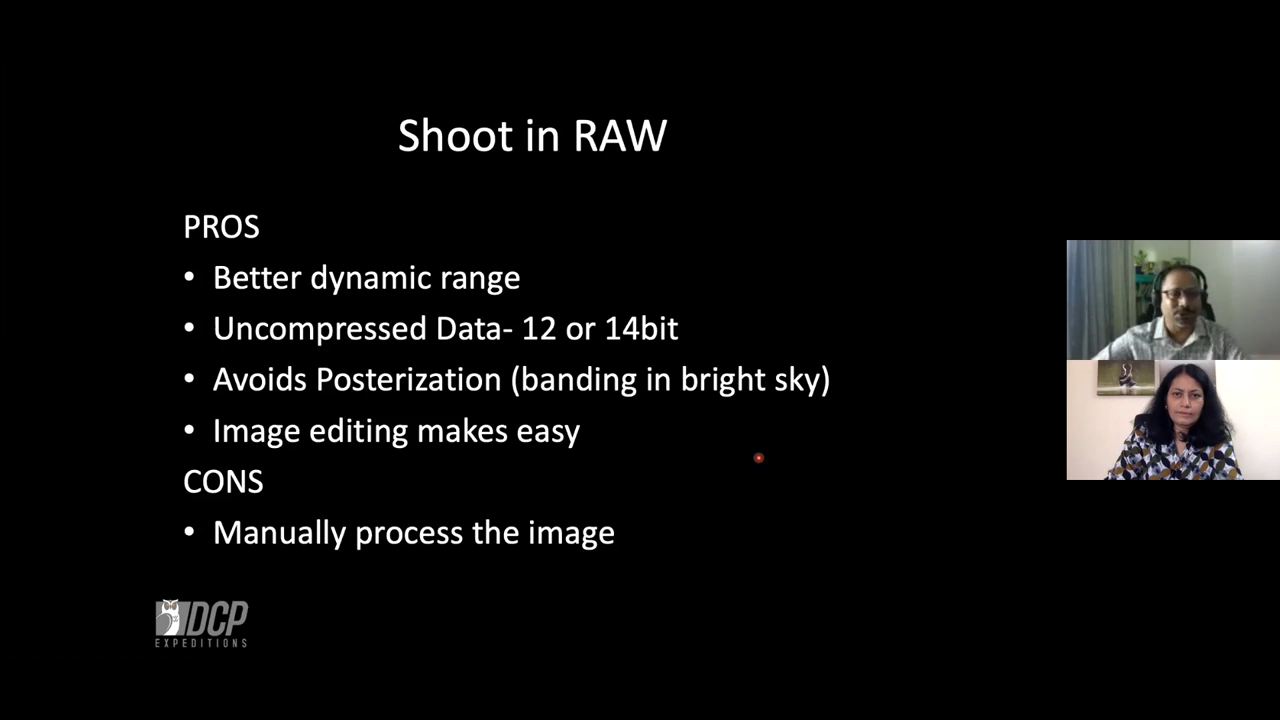 Shoot in RAW
PROS
• Better dynamic range
• Uncompressed Data- 12 or 14bit
• Avoids Posterization (banding in bright sky)
• Image editing makes easy
CONS
• Manually process the image
DCP
EXPEDITIONS